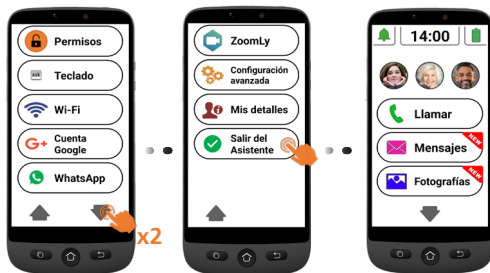 Permisos
ask
Teclado
Wi-Fi
G+
Cuenta
Google
WhatsApp
x2
ZoomLy
Configuración
avanzada
Mis detalles
Salir del
Asistente
14:00
Llamar
Mensajes
NEW
Fotografías
NEW